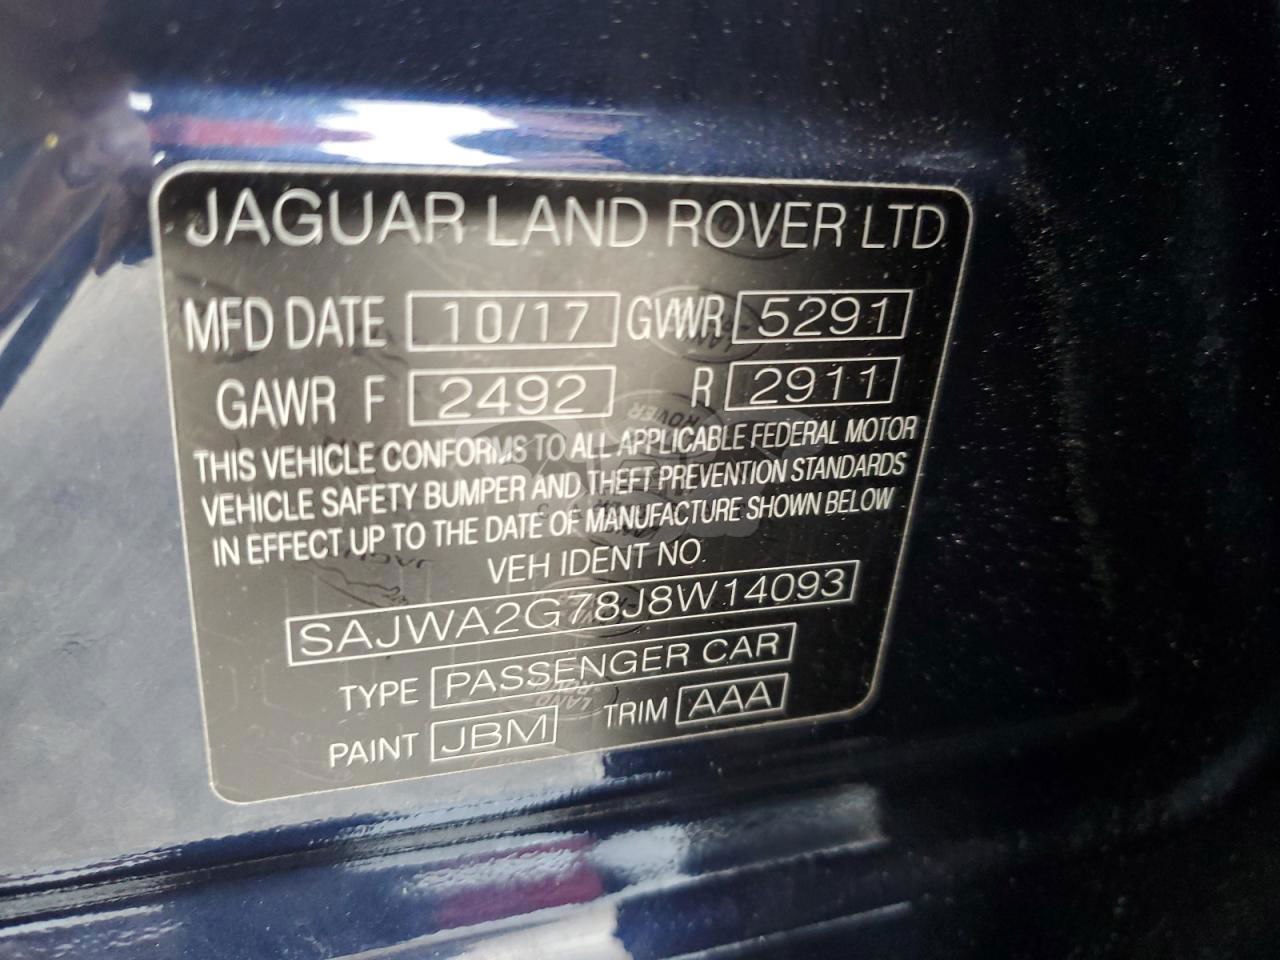 JAGUAR LAND ROVER LTD
MFD DATE 10/17 GVWR 5291
GAWR F 2492 R 2911
THIS VEHICLE CONFORMS TO ALL APPLICABLE FEDERAL MOTOR
VEHICLE SAFETY BUMPER AND THEFT PREVENTION STANDARDS
IN EFFECT UP TO THE DATE OF MANUFACTURE SHOWN BELOW
VEH IDENT NO.
SAJWA2G78J8W14093
TYPE PASSENGER CAR
PAINT JBM TRIM AAA